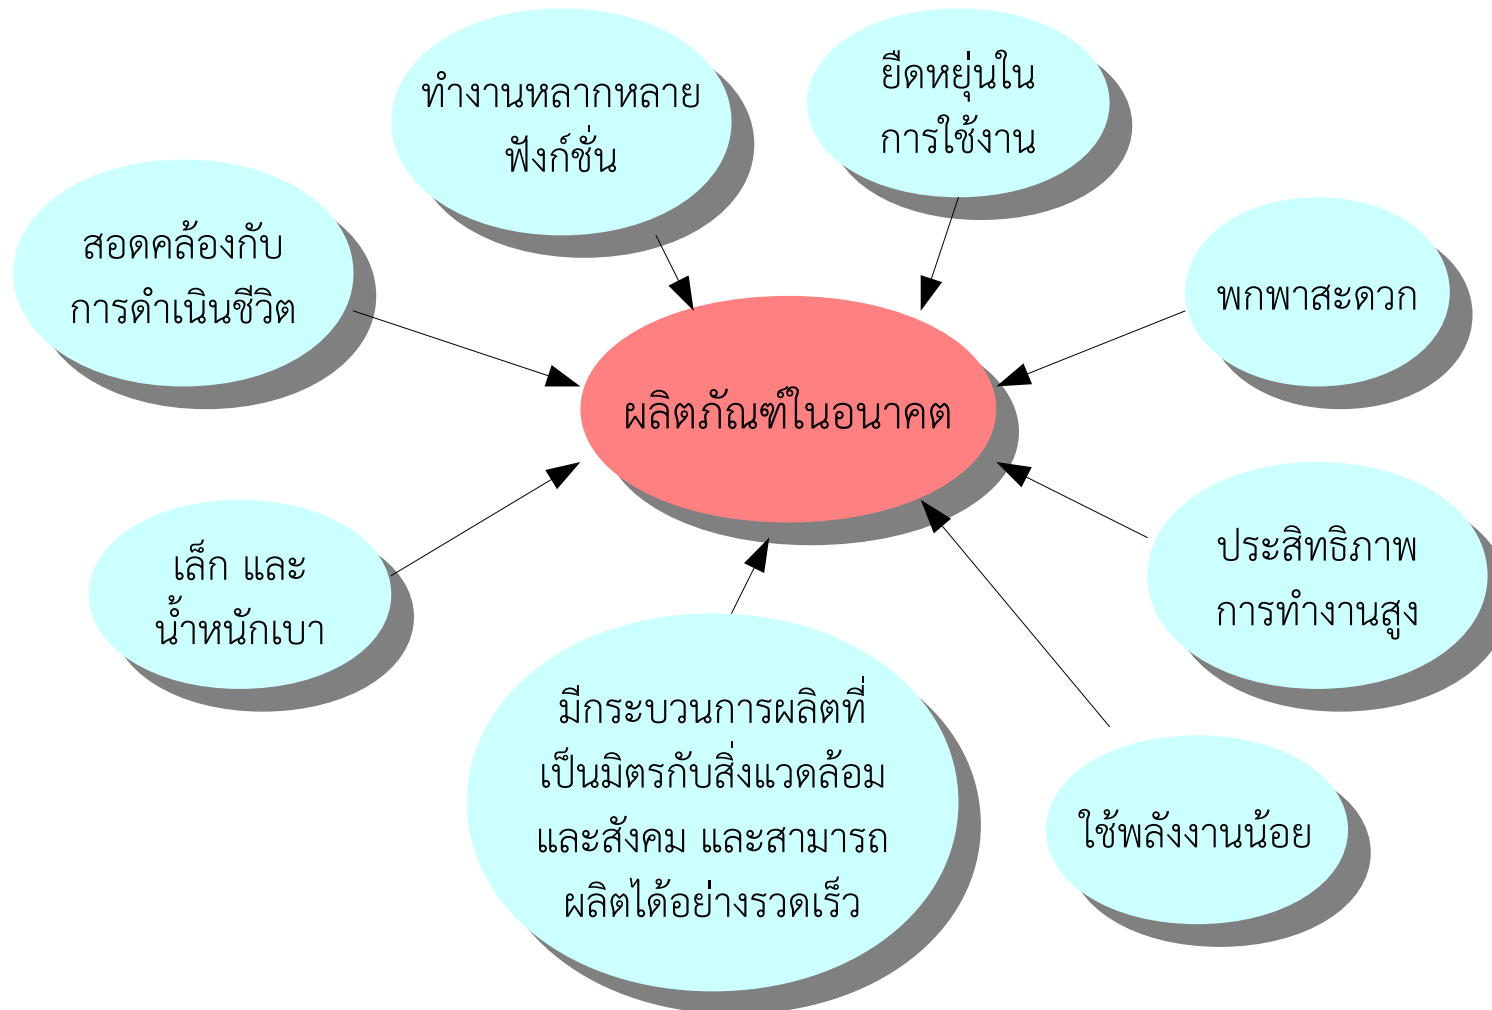 ทำงานหลากหลาย
ฟังก์ชั่น
ยืดหยุ่นใน
การใช้งาน
สอดคล้องกับ
การดำเนินชีวิต
พกพาสะดวก
ผลิตภัณฑ์ในอนาคต
เล็ก และ
น้ำหนักเบา
ประสิทธิภาพ
การทำงานสูง
มีกระบวนการผลิตที่
เป็นมิตรกับสิ่งแวดล้อม
และสังคม และสามารถ
ผลิตได้อย่างรวดเร็ว
ใช้พลังงานน้อย